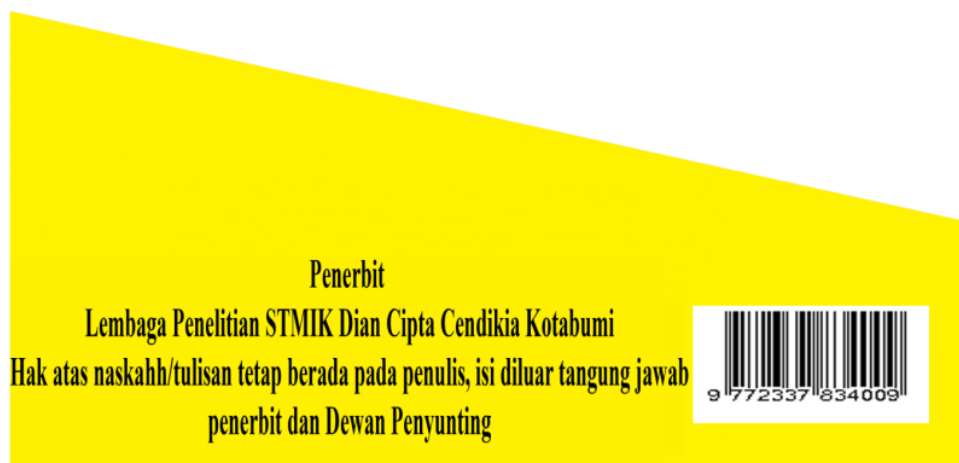 Penerbit
Lembaga Penelitian STMIK Dian Cipta Cendikia Kotabumi
Hak atas naskahh/tulisan tetap berada pada penulis, isi diluar tangung jawab
penerbit dan Dewan Penyunting
9 772337 834009